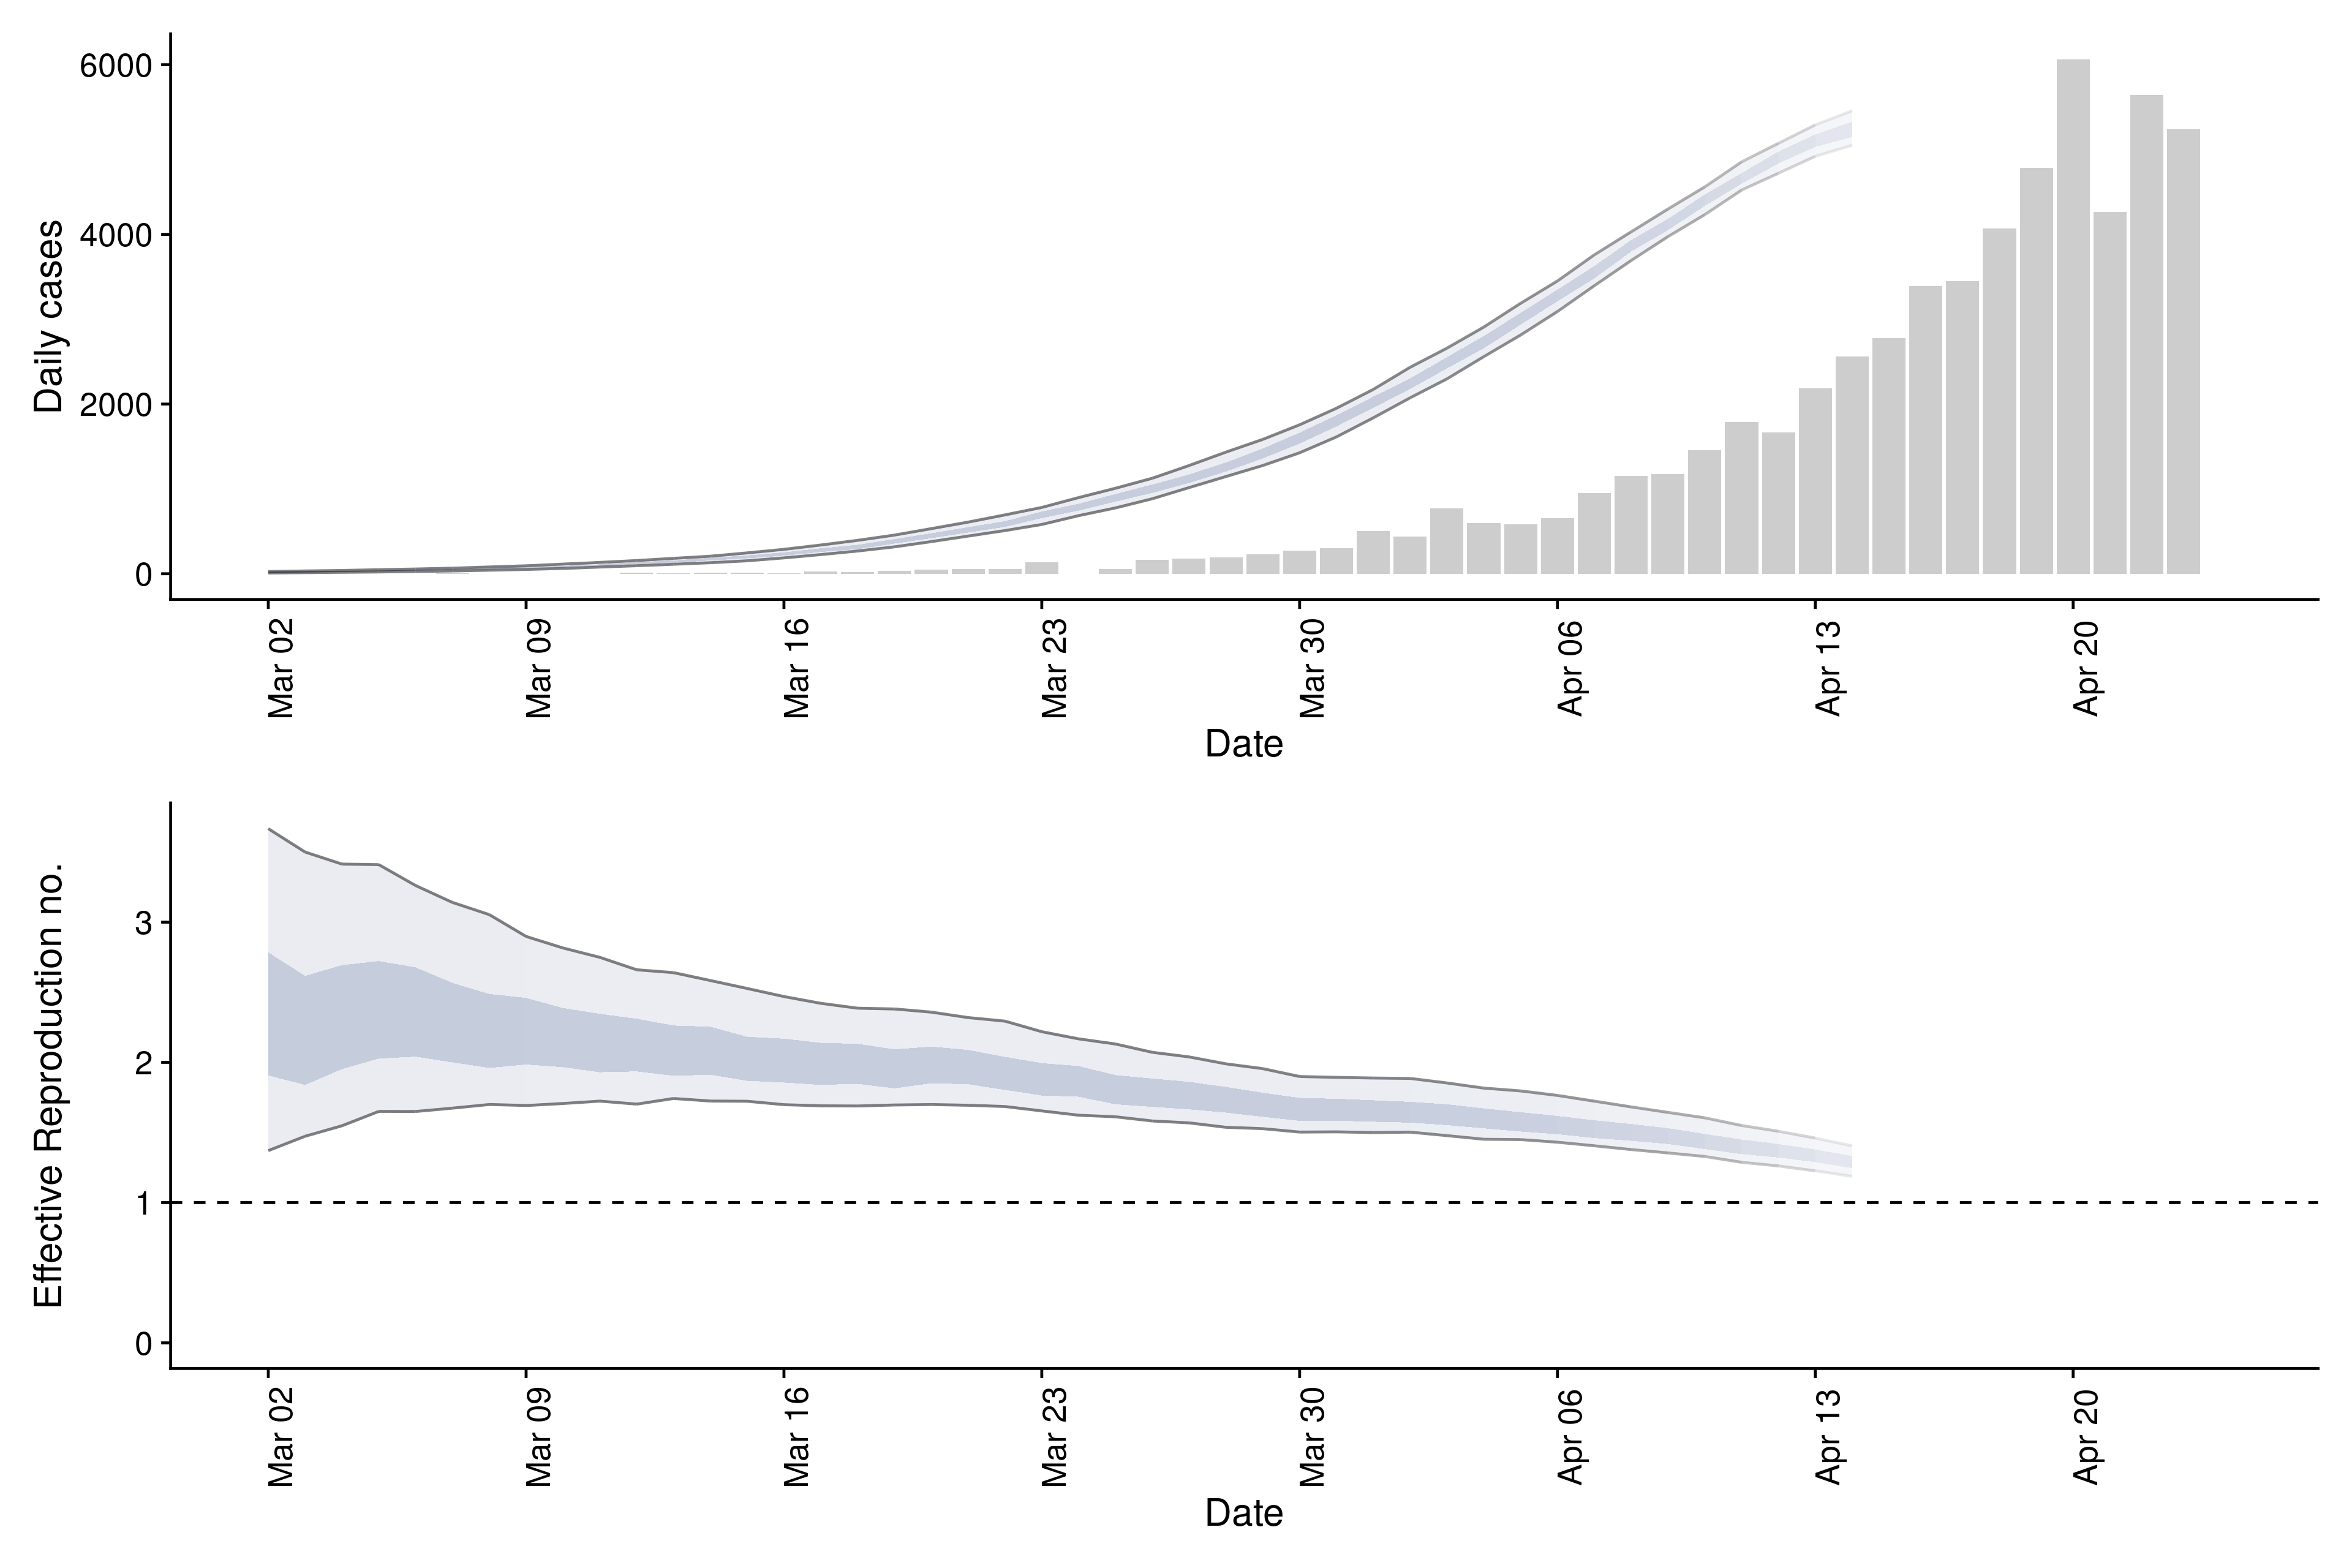 Daily cases
6000
4000
2000
0
Mar 02
Mar 09
Mar 16
Mar 23
Mar 30
Apr 06
Apr 13
Apr 20
Date
Effective Reproduction no.
3
2
1
0
Mar 02
Mar 09
Mar 16
Mar 23
Mar 30
Apr 06
Apr 13
Apr 20
Date